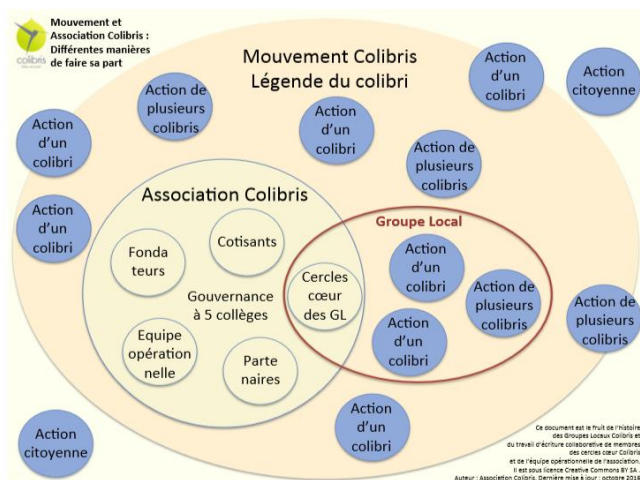 Mouvement et
Association Colibris :
Différentes manières
de faire sa part
colibris
Mouvement Colibris
Légende du colibri
Action
d'un
colibri
Action
citoyenne
Action de
plusieurs
colibris
Action
d'un
colibri
Action
d'un
colibri
Action de
plusieurs
colibris
Action
d'un
colibri
Association Colibris
Groupe Local
Fonda
teurs
Cotisants
Gouvernance
à 5 collèges
Cercles
cœur
des GL
Equipe
opération
nelle
Parte
naires
Action
d'un
colibri
Action de
plusieurs
colibris
Action
d'un
colibri
Action de
plusieurs
colibris
Action
d'un
colibri
Action
citoyenne
Ce document est le fruit de l'histoire
des Groupes Locaux Colibris et
du travail d'écriture collaborative de membres
des cercles cœur Colibris
et de l'équipe opérationnelle de l'association.
Il est sous licence Creative Commons BY SA .
Auteur : Association Colibris. Dernière mise à jour : octobre 2016